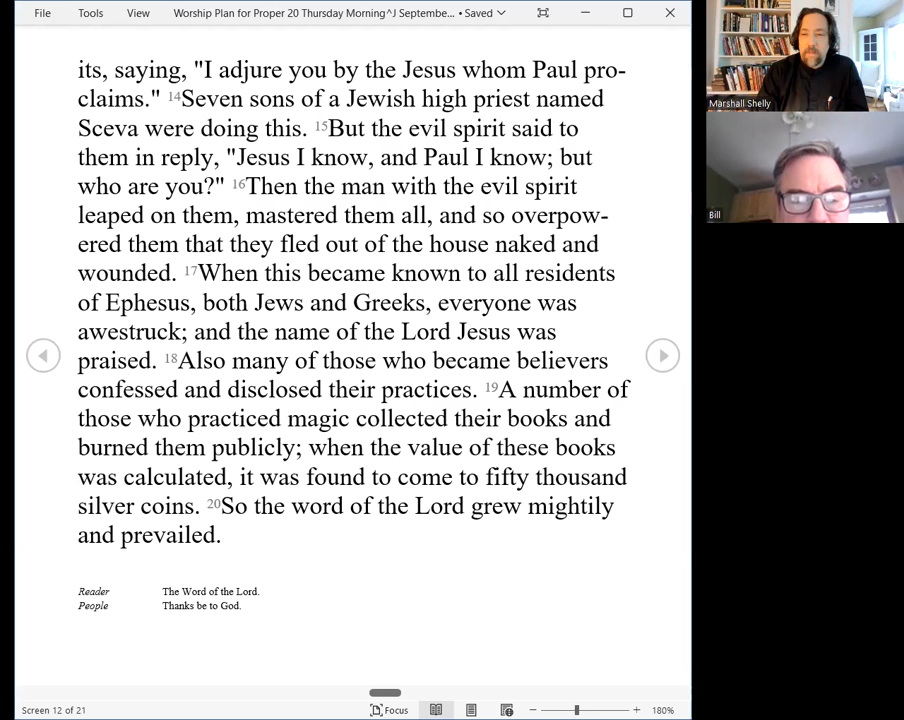 File Tools View Worship Plan for Proper 20 Thursday Morning^J Septembe... • Saved
its, saying, "I adjure you by the Jesus whom Paul pro-
claims." 14Seven sons of a Jewish high priest named
Sceva were doing this. 15But the evil spirit said to
them in reply, "Jesus I know, and Paul I know; but
who are you?" 16Then the man with the evil spirit
leaped on them, mastered them all, and so overpow-
ered them that they fled out of the house naked and
wounded. 17When this became known to all residents
of Ephesus, both Jews and Greeks, everyone was
awestruck; and the name of the Lord Jesus was
praised. 18Also many of those who became believers
confessed and disclosed their practices. 19A number of
those who practiced magic collected their books and
burned them publicly; when the value of these books
was calculated, it was found to come to fifty thousand
silver coins. 20So the word of the Lord grew mightily
and prevailed.
Reader The Word of the Lord.
People Thanks be to God.
Screen 12 of 21 Focus 180%
Marshall Shelly
Bill